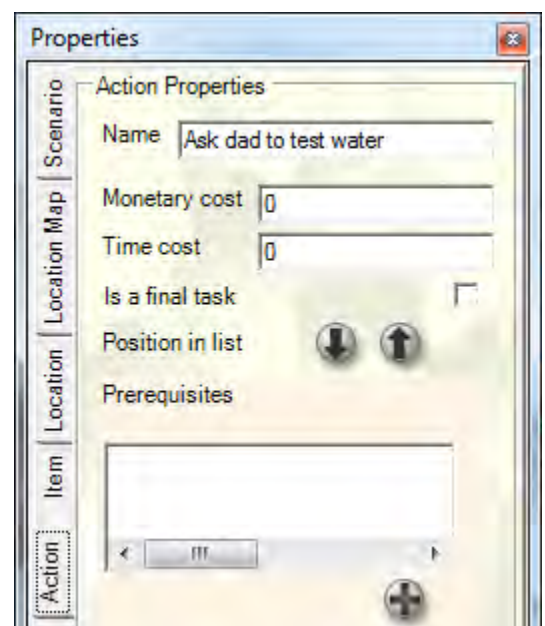 Properties
Action Properties
Name Ask dad to test water
Monetary cost 0
Time cost 0
Is a final task
Position in list
Prerequisites
Scenario
Location Map
Location
Item
Action